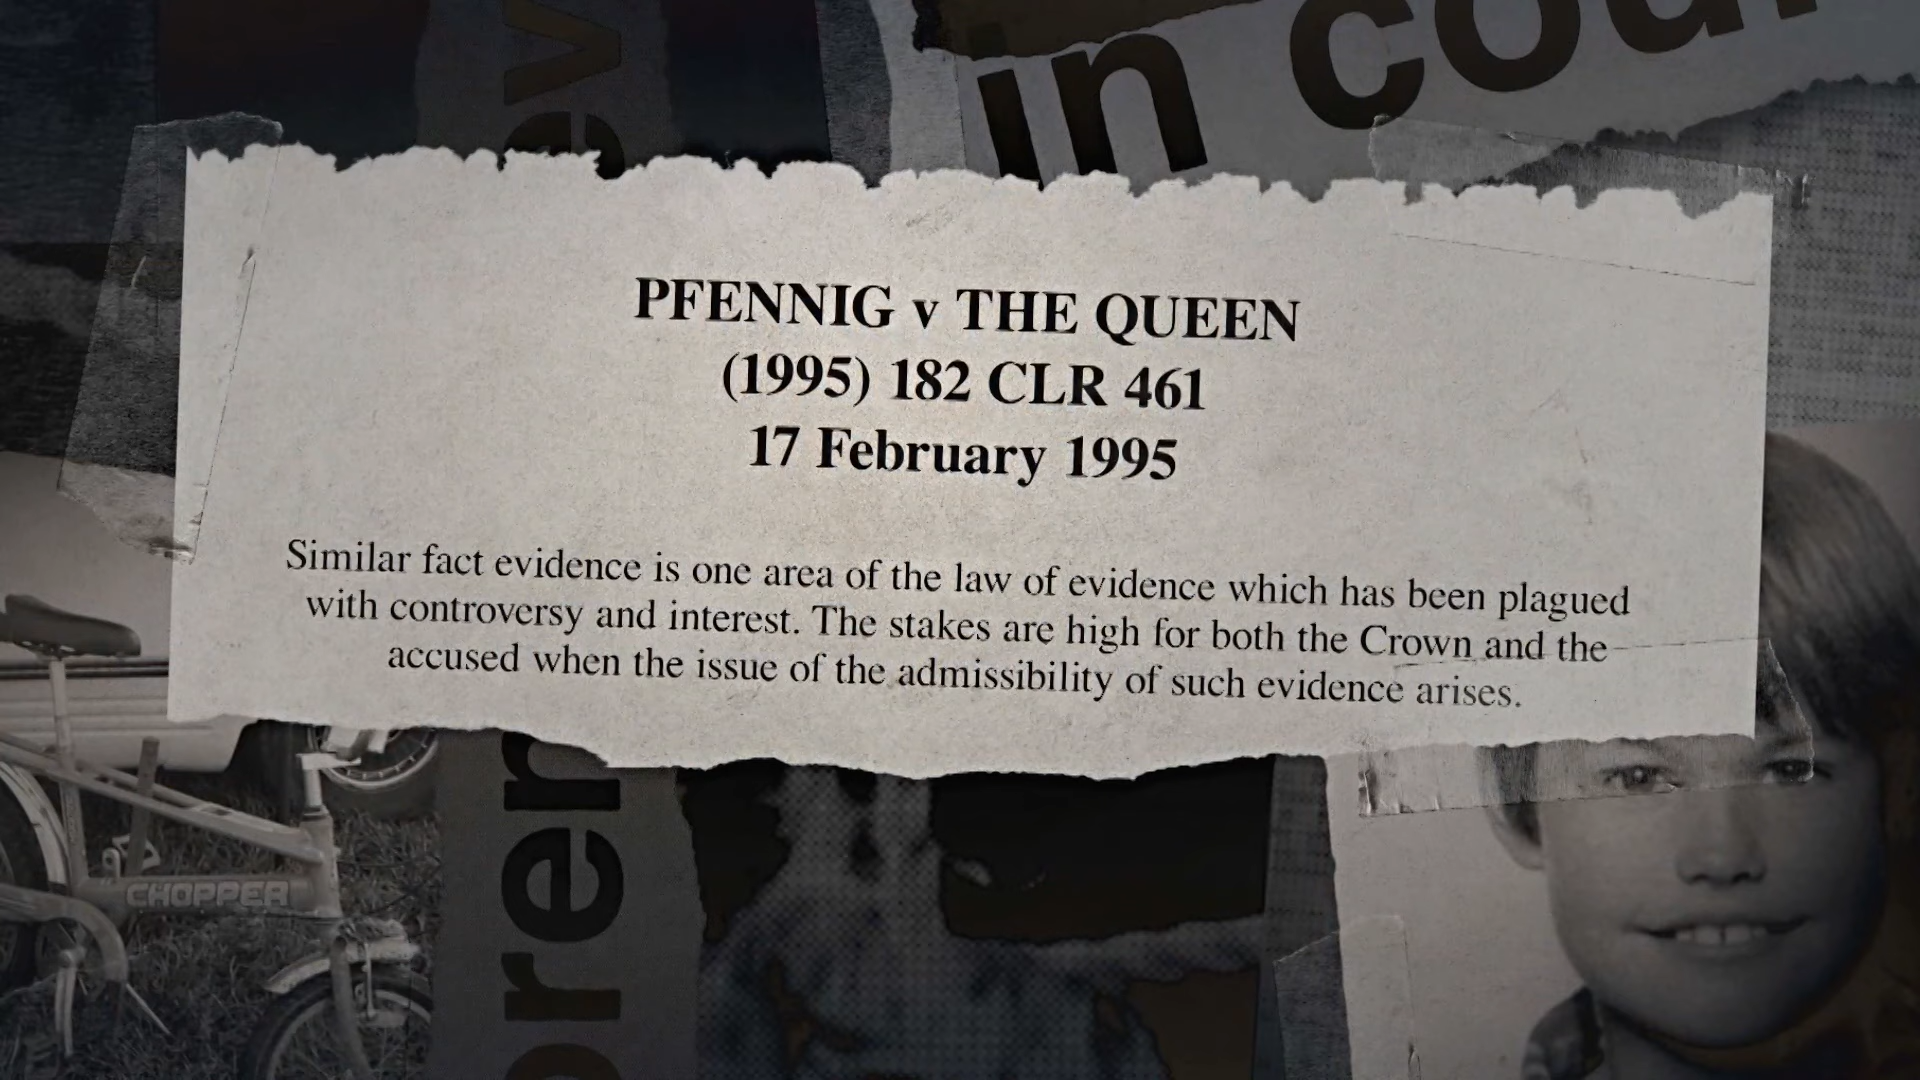 in cour
PFENNIG v THE QUEEN
(1995) 182 CLR 461
17 February 1995
Similar fact evidence is one area of the law of evidence which has been plagued
with controversy and interest. The stakes are high for both the Crown and the
accused when the issue of the admissibility of such evidence arises.
CHOPPER